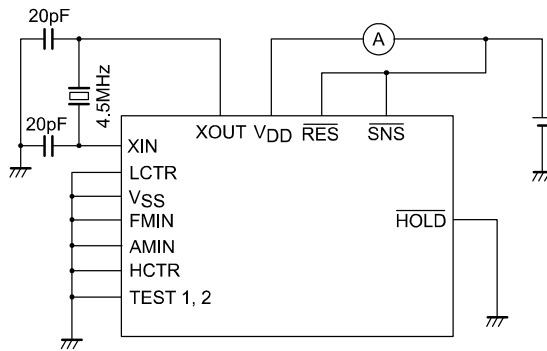 20pF
A
4.5MHz
20pF
XOUT VDD RES SNS
XIN
LCTR
VSS
FMIN
HOLD
AMIN
HCTR
TEST 1, 2